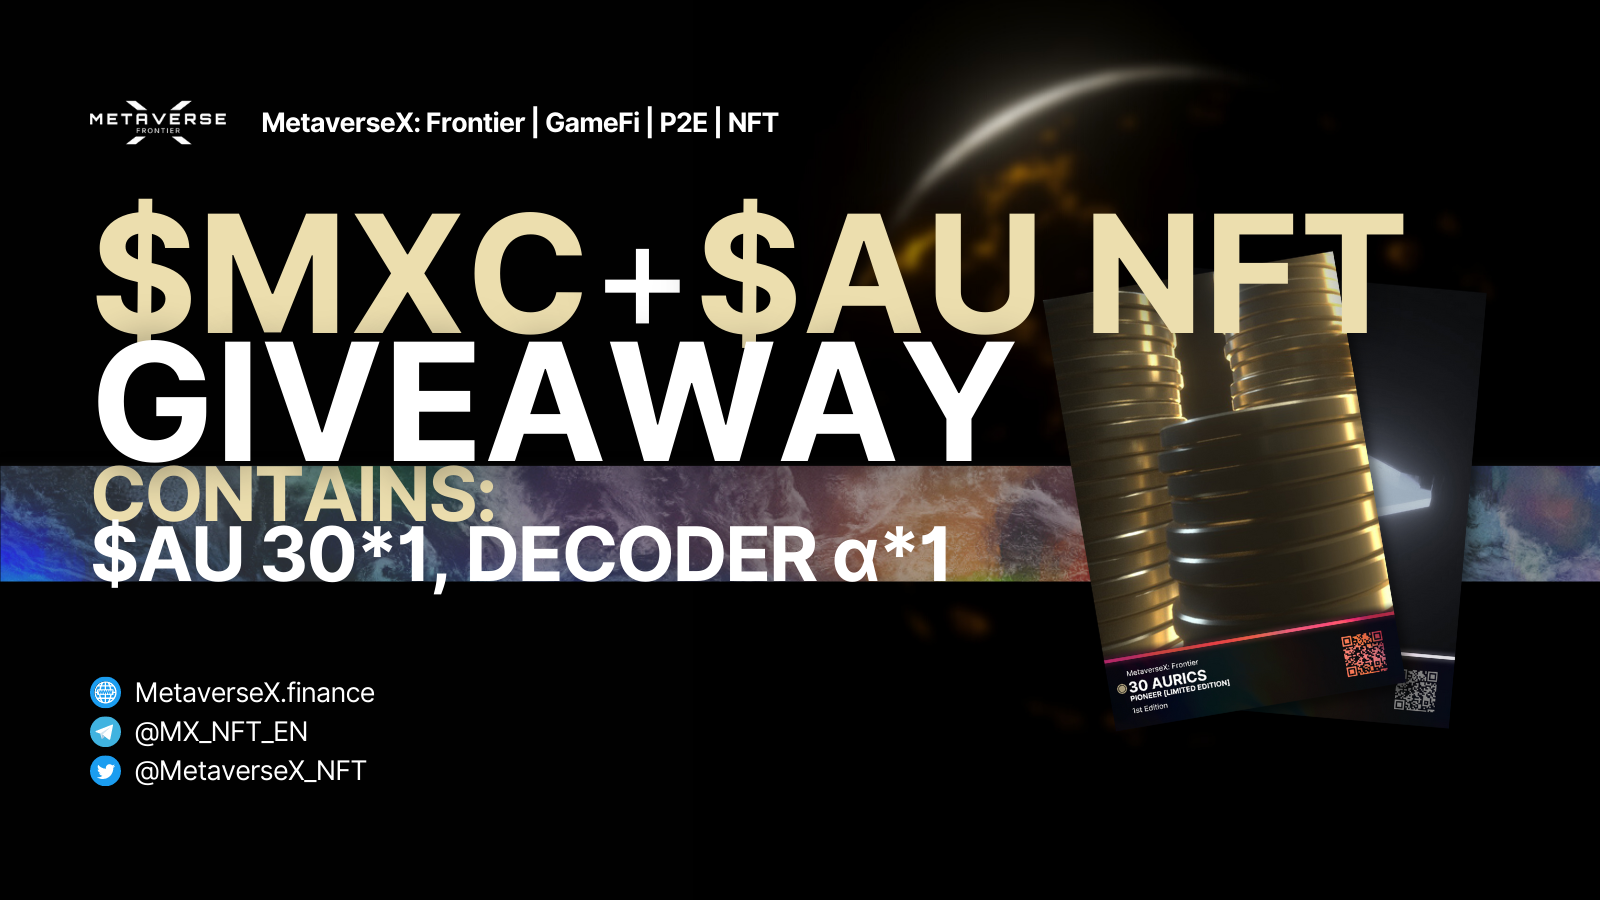 METAVERSE
FRONTIER
MetaverseX: Frontier | GameFi | P2E | NFT
$MXC+$AU NFT
GIVEAWAY
CONTAINS:
$AU 30*1, DECODER α*1
MetaverseX: Frontier
30 AURICS
PIONEER [LIMITED EDITION]
1st Edition
www
MetaverseX.finance
@MX_NFT_EN
@MetaverseX_NFT